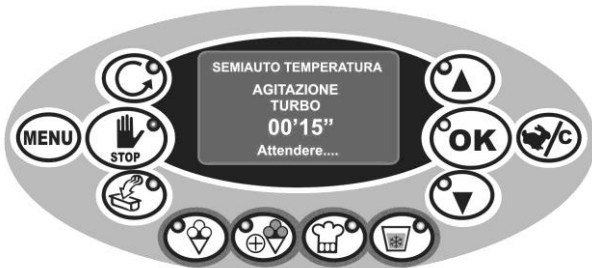 SEMIAUTO TEMPERATURA
AGITAZIONE
TURBO
00'15”
Attendere....
MENU
STOP
OK
/C